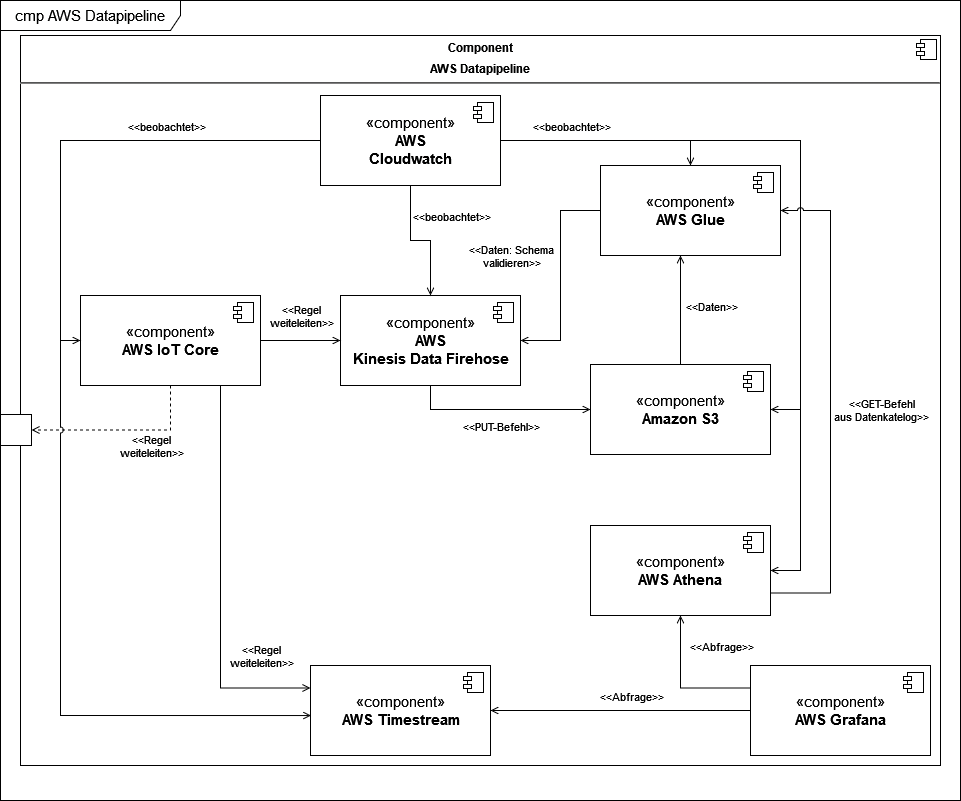 cmp AWS Datapipeline
Component
AWS Datapipeline
<<beobachtet>>
«component»
AWS
Cloudwatch
<<beobachtet>>
«component»
AWS Glue
<<beobachtet>>
<<Daten: Schema
validieren>>
«component»
AWS IoT Core
<<Regel
weiteleiten>>
«component»
AWS
Kinesis Data Firehose
<<Daten>>
«component»
Amazon S3
<<GET-Befehl
aus Datenkatelog>>
<<Regel
weiteleiten>>
<<PUT-Befehl>>
«component»
AWS Athena
<<Regel
weiteleiten>>
<<Abfrage>>
«component»
AWS Timestream
<<Abfrage>>
«component»
AWS Grafana